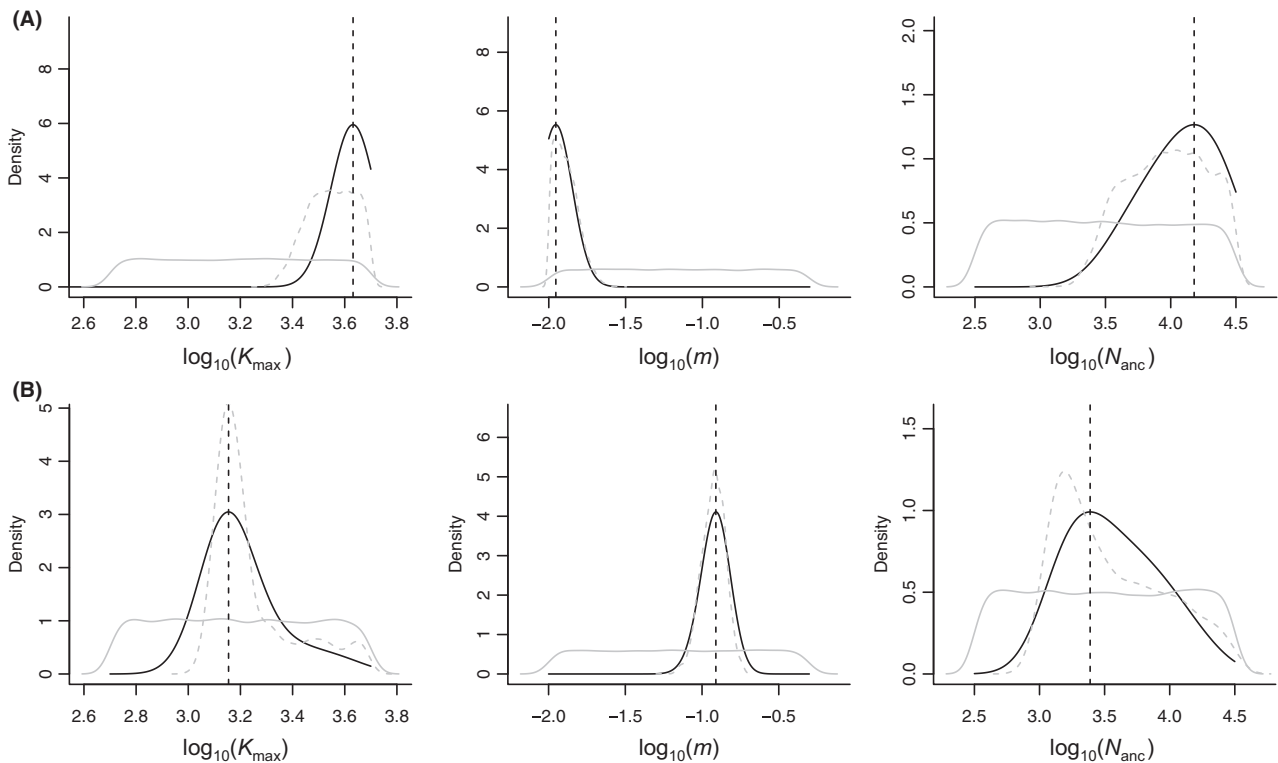 (A)
Density
0 2 4 6 8
2.6 2.8 3.0 3.2 3.4 3.6 3.8
log10(Kmax)
0 2 4 6 8
−2.0 −1.5 −1.0 −0.5
log10(m)
Density
0.0 0.5 1.0 1.5 2.0
2.5 3.0 3.5 4.0 4.5
log10(Nanc)
(B)
Density
0 1 2 3 4 5
2.6 2.8 3.0 3.2 3.4 3.6 3.8
log10(Kmax)
Density
0 1 2 3 4 5 6
−2.0 −1.5 −1.0 −0.5
log10(m)
Density
0.0 0.5 1.0 1.5
2.5 3.0 3.5 4.0 4.5
log10(Nanc)